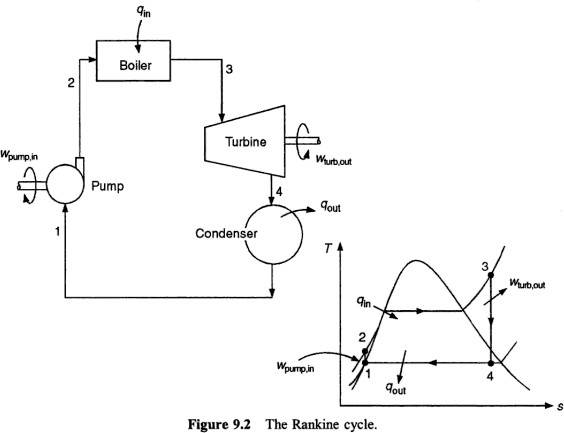 q_in
Boiler
2
3
w_pump,in
Turbine
w_turb,out
Pump
4
q_out
1
Condenser
T
3
q_in
w_turb,out
2
w_pump,in
1
q_out
4
s
Figure 9.2 The Rankine cycle.